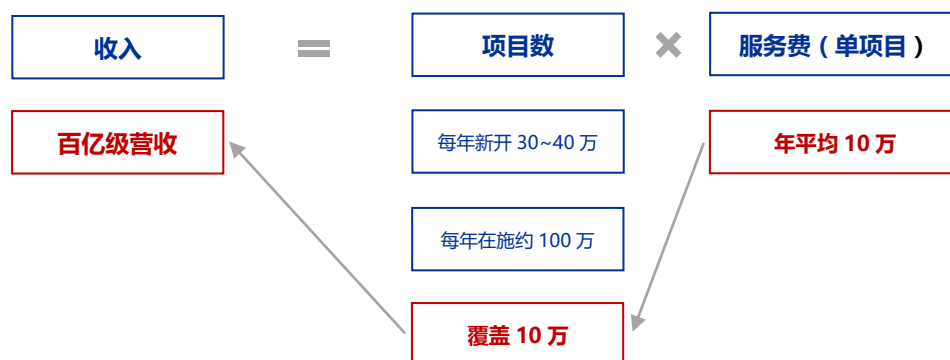 收入 = 项目数 × 服务费（单项目）
百亿级营收
每年新开 30~40 万
年平均 10 万
每年在施约 100 万
覆盖 10 万